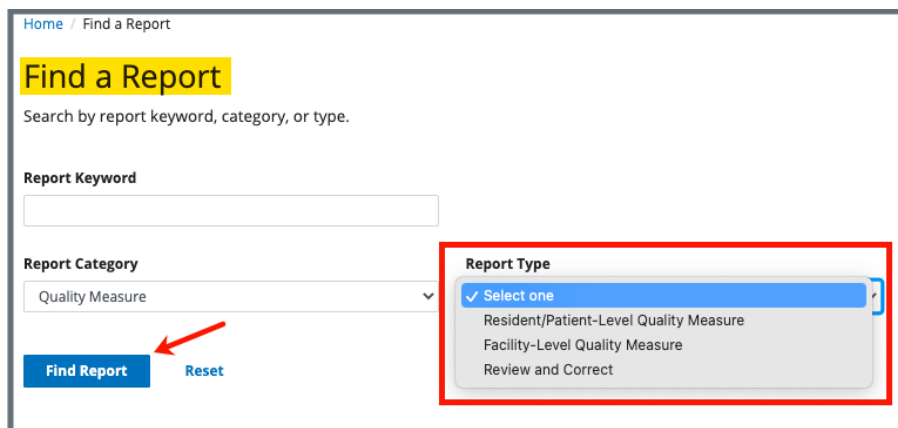 Home / Find a Report
Find a Report
Search by report keyword, category, or type.
Report Keyword
Report Category
Quality Measure
Report Type
Select one
Resident/Patient-Level Quality Measure
Facility-Level Quality Measure
Review and Correct
Find Report Reset